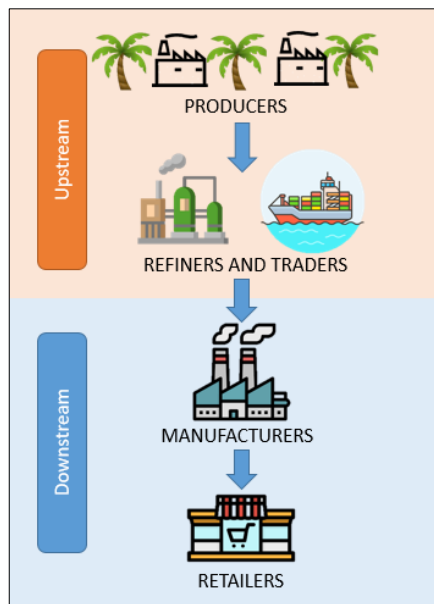 Upstream
PRODUCERS
REFINERS AND TRADERS
Downstream
MANUFACTURERS
RETAILERS